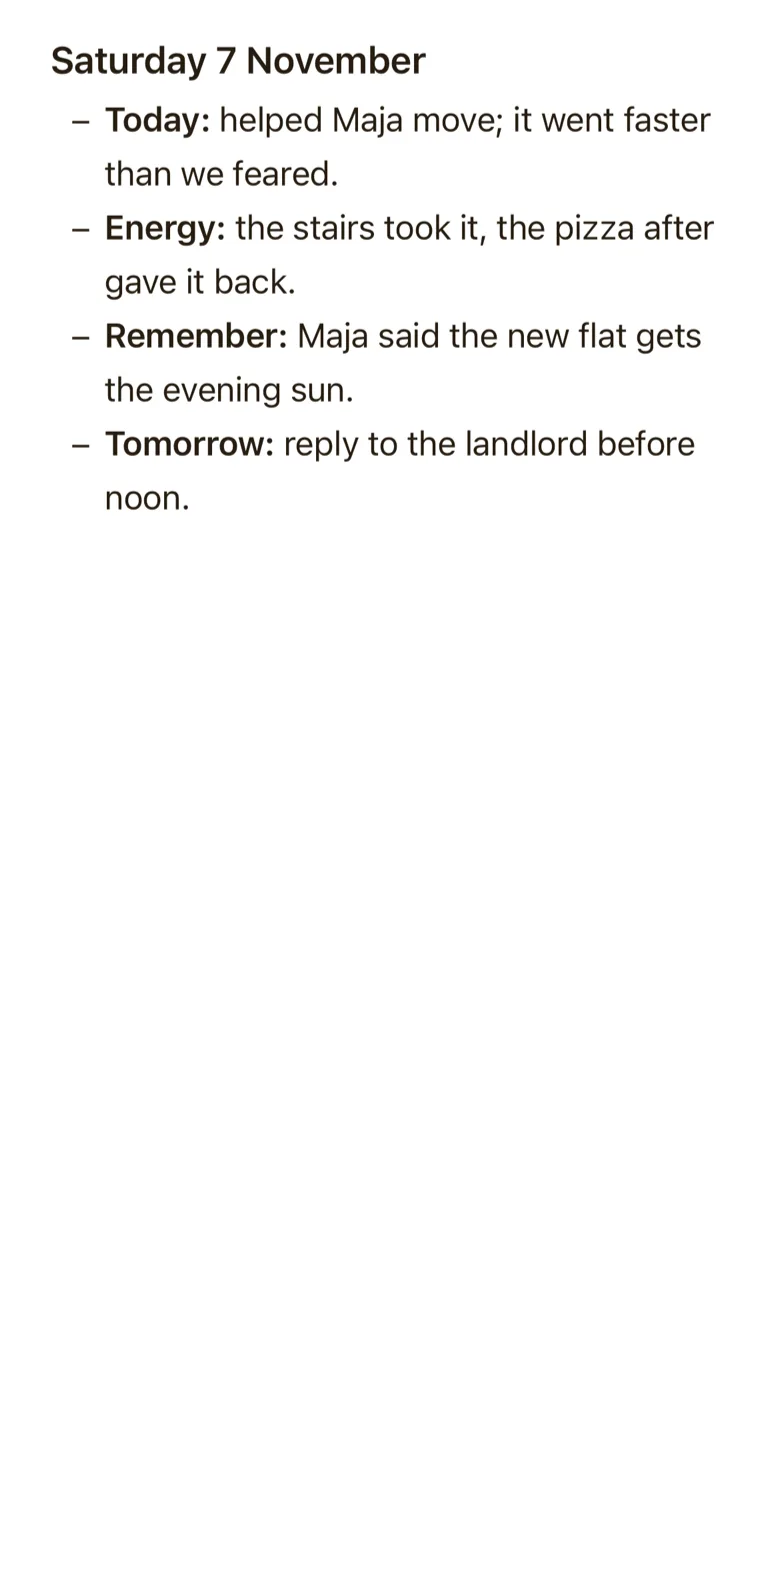 Saturday 7 November
– Today: helped Maja move; it went faster
than we feared.
– Energy: the stairs took it, the pizza after
gave it back.
– Remember: Maja said the new flat gets
the evening sun.
– Tomorrow: reply to the landlord before
noon.